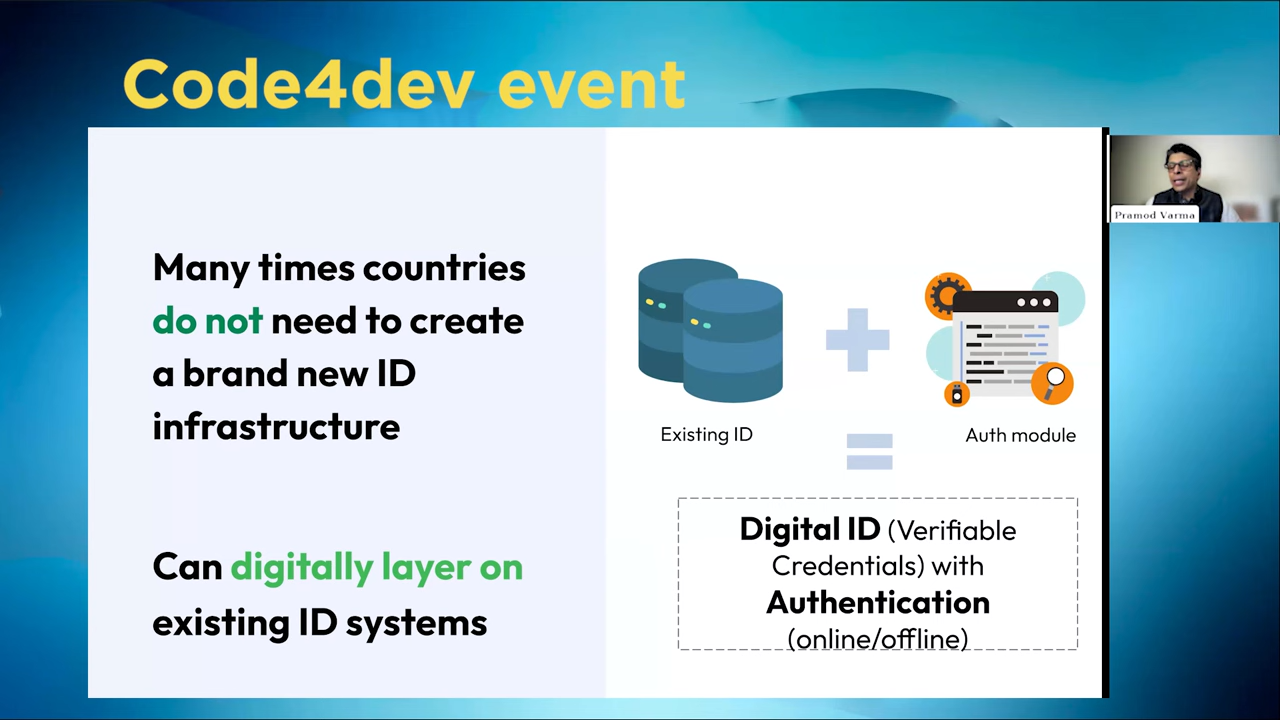 Code4dev event
Many times countries
do not need to create
a brand new ID
infrastructure
Can digitally layer on
existing ID systems
Existing ID
Auth module
Digital ID (Verifiable
Credentials) with
Authentication
(online/offline)
Pramod Varma